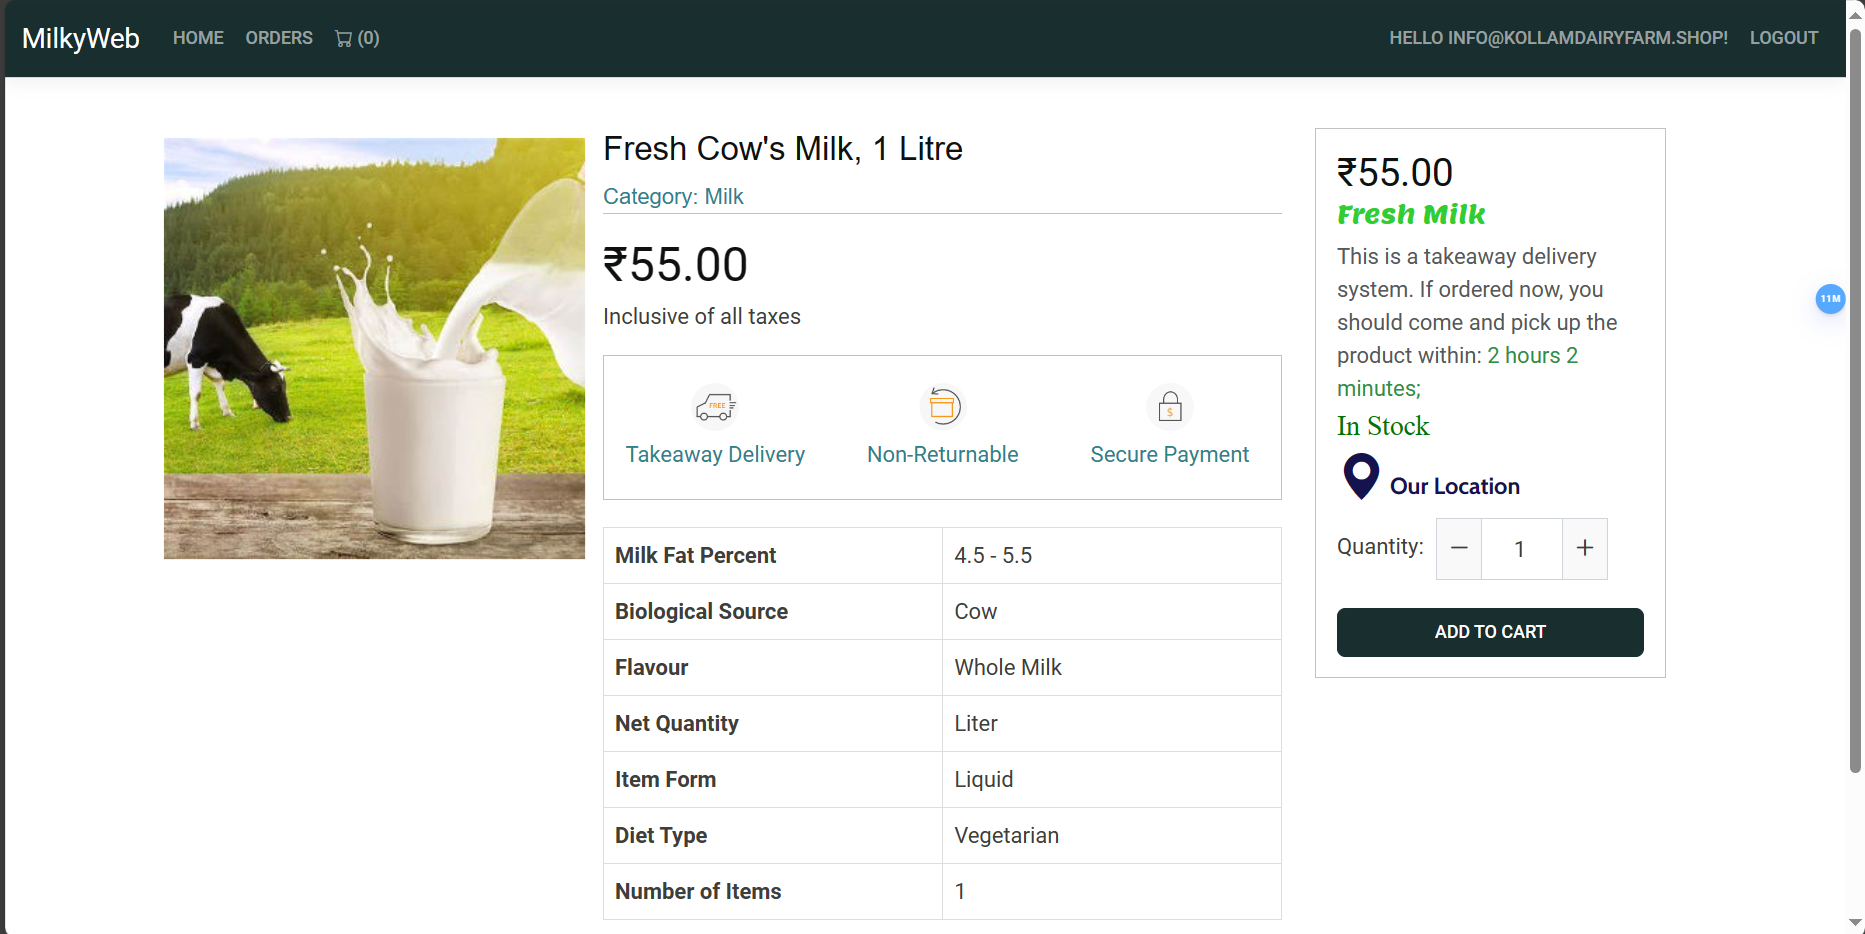 MilkyWeb HOME ORDERS (0) HELLO INFO@KOLLAMDAIRYFARM.SHOP! LOGOUT
Fresh Cow's Milk, 1 Litre
Category: Milk
₹55.00
Inclusive of all taxes
FREE
$
Takeaway Delivery Non-Returnable Secure Payment
Milk Fat Percent 4.5 - 5.5
Biological Source Cow
Flavour Whole Milk
Net Quantity Liter
Item Form Liquid
Diet Type Vegetarian
Number of Items 1
₹55.00
Fresh Milk
This is a takeaway delivery
system. If ordered now, you
should come and pick up the
product within: 2 hours 2
minutes;
In Stock
Our Location
Quantity: − 1 +
ADD TO CART
11M